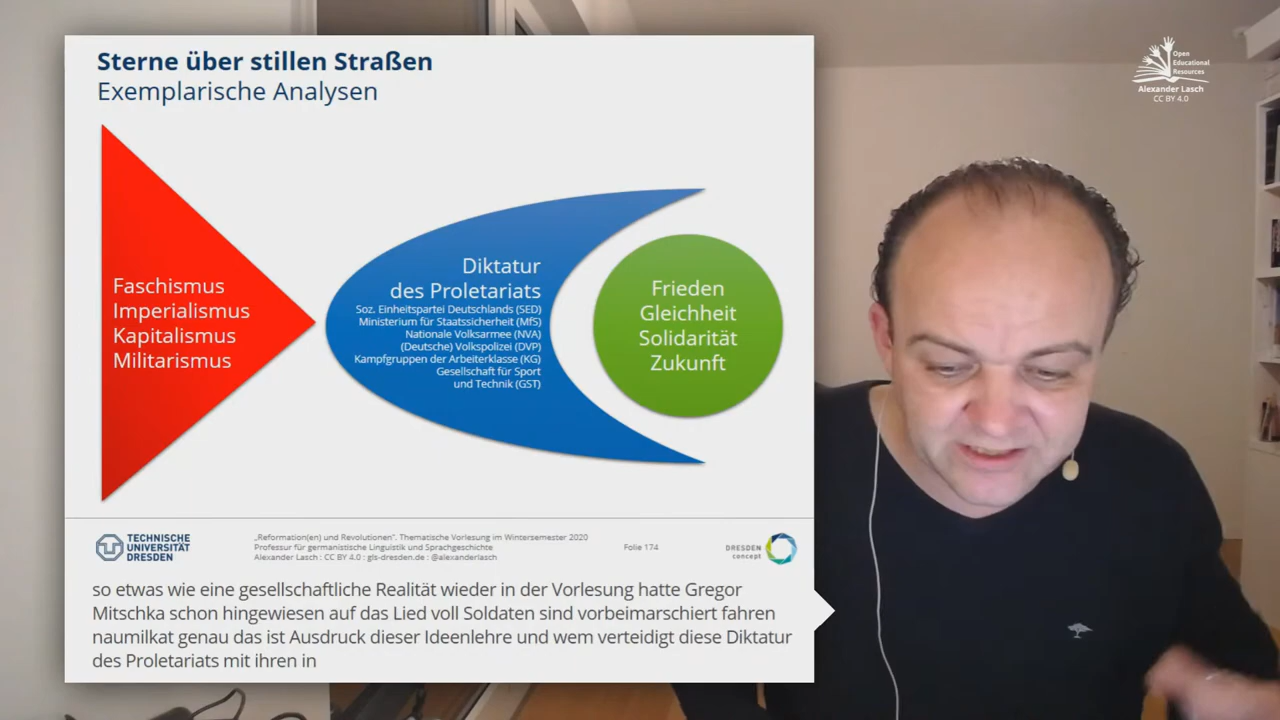 Sterne über stillen Straßen
Exemplarische Analysen
Faschismus
Imperialismus
Kapitalismus
Militarismus
Diktatur
des Proletariats
Soz. Einheitspartei Deutschlands (SED)
Ministerium für Staatssicherheit (MfS)
Nationale Volksarmee (NVA)
(Deutsche) Volkspolizei (DVP)
Kampfgruppen der Arbeiterklasse (KG)
Gesellschaft für Sport
und Technik (GST)
Frieden
Gleichheit
Solidarität
Zukunft
TECHNISCHE
UNIVERSITÄT
DRESDEN
„Reformation(en) und Revolutionen“. Thematische Vorlesung im Wintersemester 2020
Professur für germanistische Linguistik und Sprachgeschichte
Alexander Lasch : CC BY 4.0 : gls-dresden.de : @alexanderlasch
Folie 174
DRESDEN
concept
so etwas wie eine gesellschaftliche Realität wieder in der Vorlesung hatte Gregor
Mitschka schon hingewiesen auf das Lied voll Soldaten sind vorbeimarschiert fahren
naumilkat genau das ist Ausdruck dieser Ideenlehre und wem verteidigt diese Diktatur
des Proletariats mit ihren in
Open
Educational
Resources
Alexander Lasch
CC BY 4.0